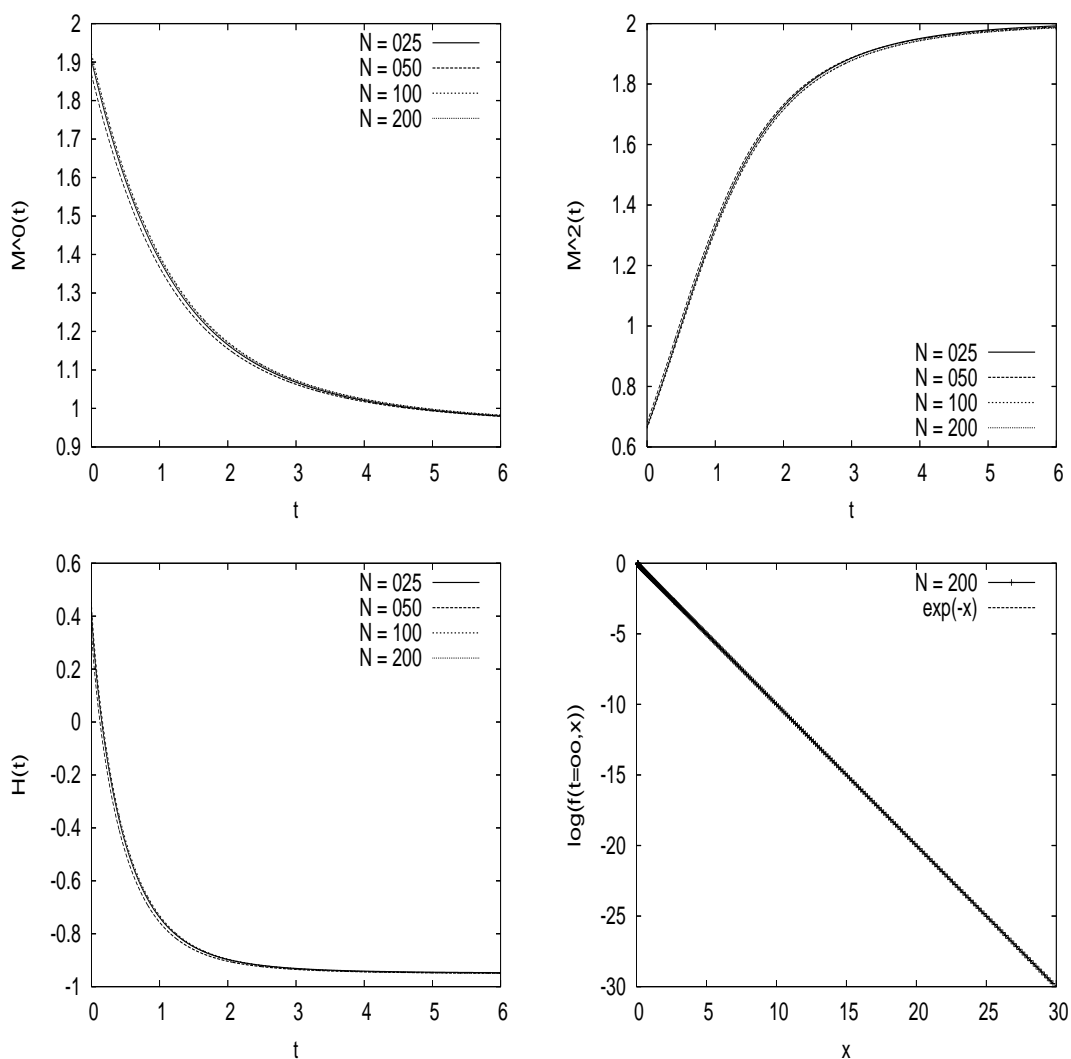 2
1.9
1.8
1.7
1.6
1.5
1.4
1.3
1.2
1.1
1
0.9
0 1 2 3 4 5 6
t
M^0(t)
N = 025
N = 050
N = 100
N = 200
2
1.8
1.6
1.4
1.2
1
0.8
0.6
0 1 2 3 4 5 6
t
M^2(t)
N = 025
N = 050
N = 100
N = 200
0.6
0.4
0.2
0
-0.2
-0.4
-0.6
-0.8
-1
0 1 2 3 4 5 6
t
H(t)
N = 025
N = 050
N = 100
N = 200
0
-5
-10
-15
-20
-25
-30
0 5 10 15 20 25 30
x
log(f(t=oo,x))
N = 200
exp(-x)